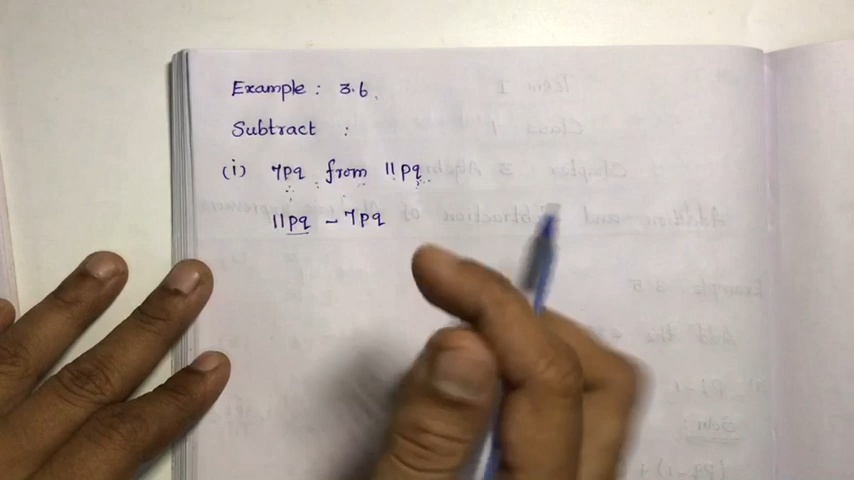 Example : 3.6.
Subtract :
(i) 7pq from 11pq
11pq - 7pq